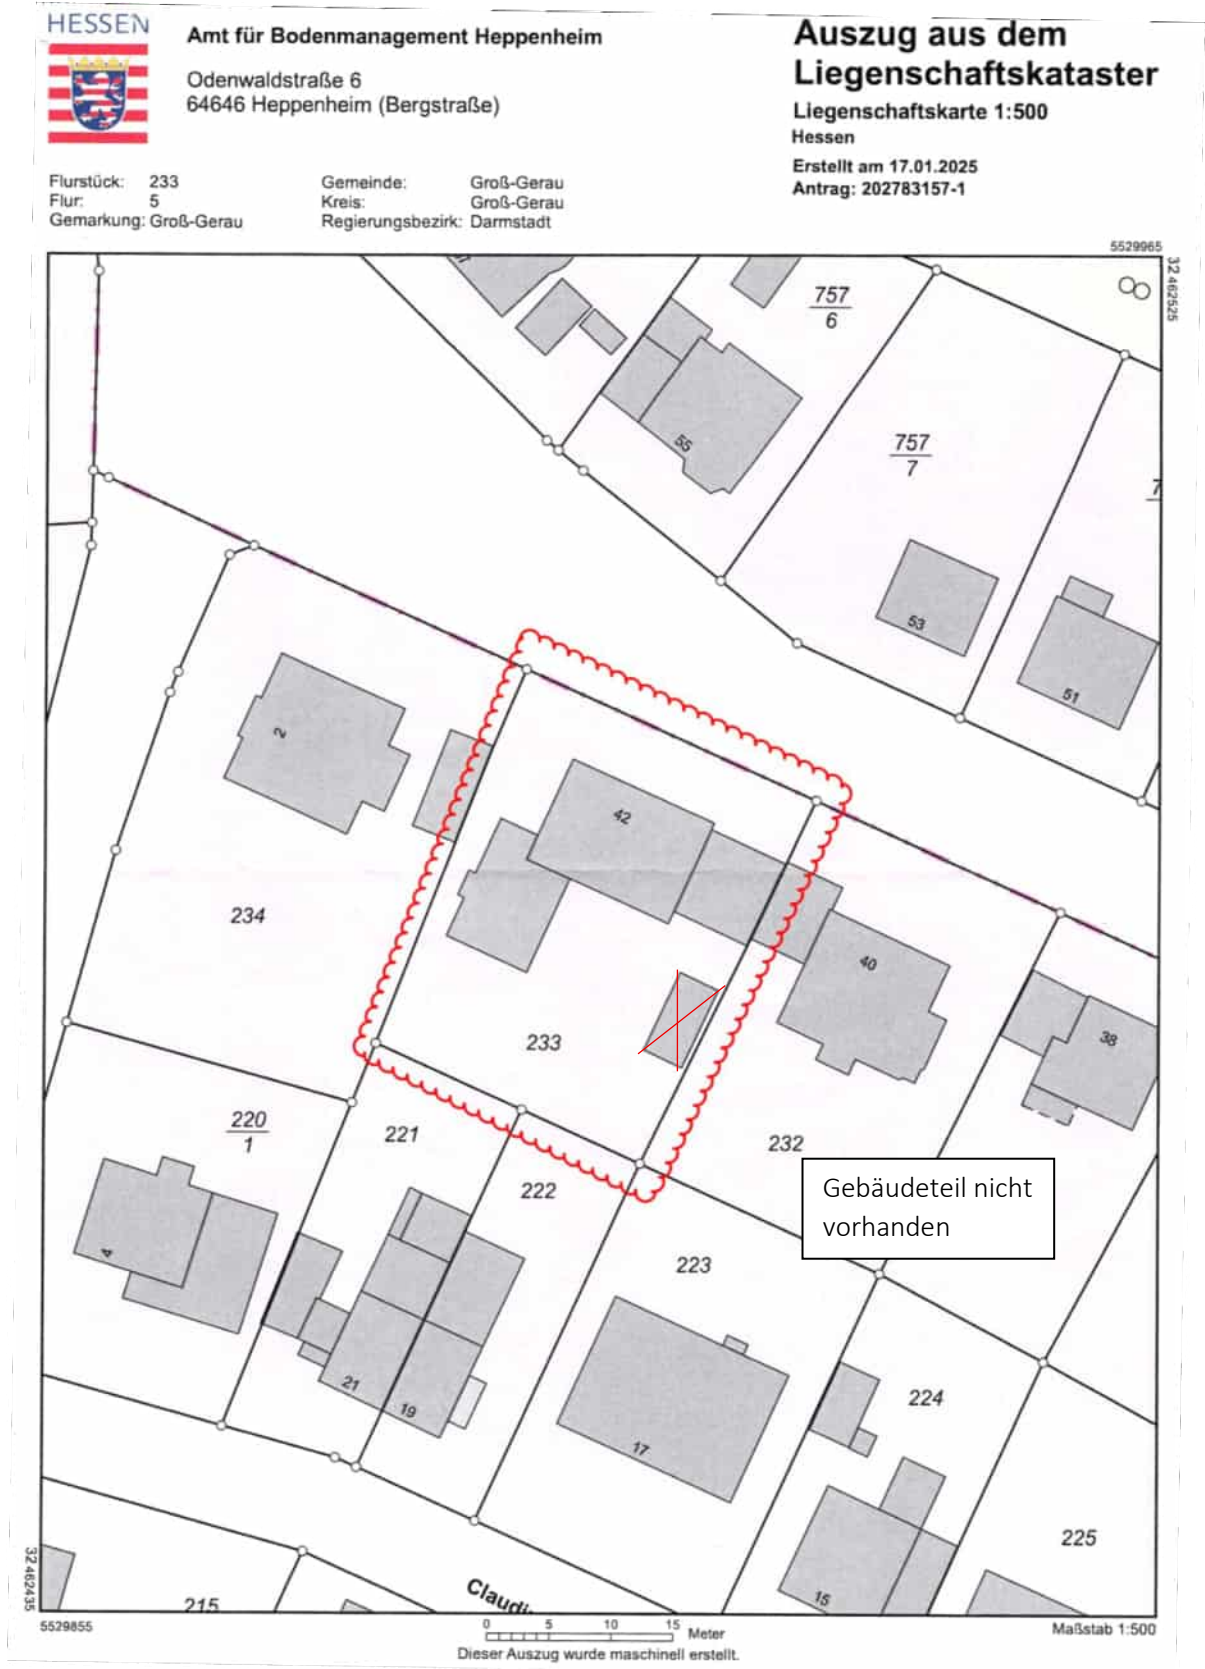 HESSEN
Amt für Bodenmanagement Heppenheim
Odenwaldstraße 6
64646 Heppenheim (Bergstraße)
Auszug aus dem
Liegenschaftskataster
Liegenschaftskarte 1:500
Hessen
Erstellt am 17.01.2025
Antrag: 202783157-1
Flurstück: 233
Flur: 5
Gemarkung: Groß-Gerau
Gemeinde: Groß-Gerau
Kreis: Groß-Gerau
Regierungsbezirk: Darmstadt
5529965
32 462525
757
6
55
757
7
7
53
51
2
42
234
40
233
38
220
1
221
232
222
Gebäudeteil nicht
vorhanden
223
4
21
19
17
224
225
15
215
32 462435
5529855
0 5 10 15
Meter
Maßstab 1:500
Dieser Auszug wurde maschinell erstellt.